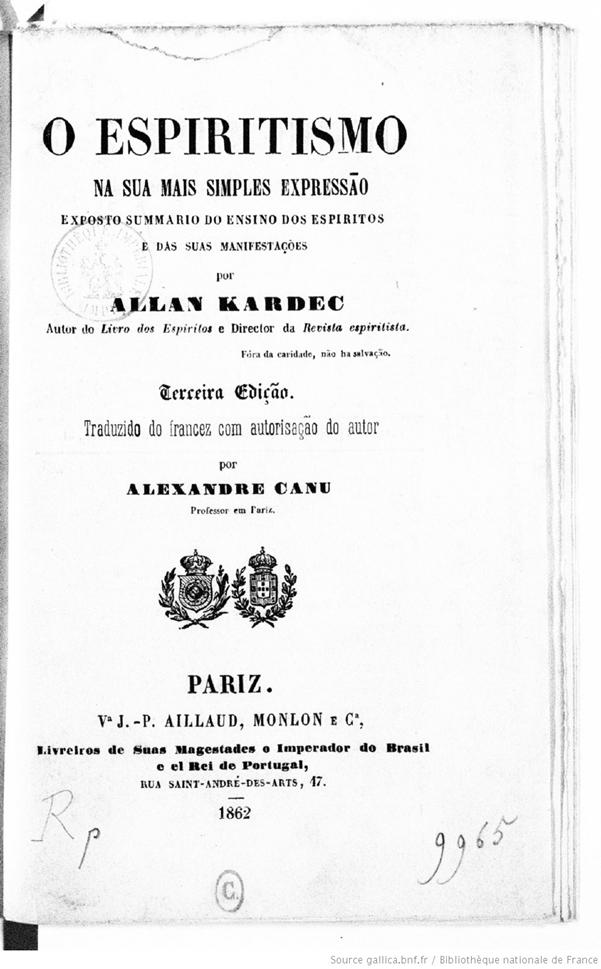 O ESPIRITISMO
NA SUA MAIS SIMPLES EXPRESSÃO
EXPOSTO SUMMARIO DO ENSINO DOS ESPIRITOS
E DAS SUAS MANIFESTAÇÕES
por
ALLAN KARDEC
Autor do Livro dos Espiritos e Director da Revista espiritista.
Fóra da caridade, não ha salvação.
Terceira Edição.
Traduzido do francez com autorisação do autor
por
ALEXANDRE CANU
Professor em Pariz.
PARIZ.
Vª J.-P. AILLAUD, MONLON E Cª,
Livreiros de Suas Magestades o Imperador do Brasil
e el Rei de Portugal,
RUA SAINT-ANDRÉ-DES-ARTS, 47.
1862
R
p
9965
C.
Source gallica.bnf.fr / Bibliothèque nationale de France